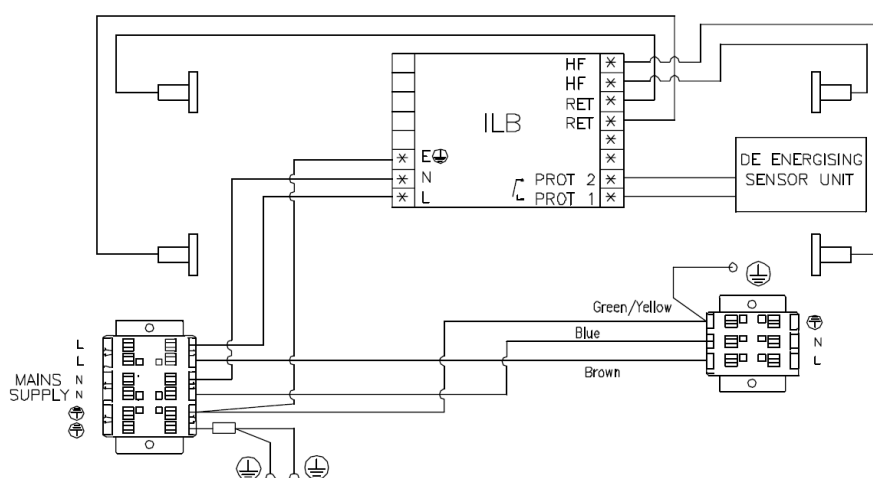 HF
HF
RET
RET
ILB
E
N
L
PROT 2
PROT 1
DE ENERGISING
SENSOR UNIT
Green/Yellow
Blue
Brown
N
L
L
L
MAINS
SUPPLY
N
N